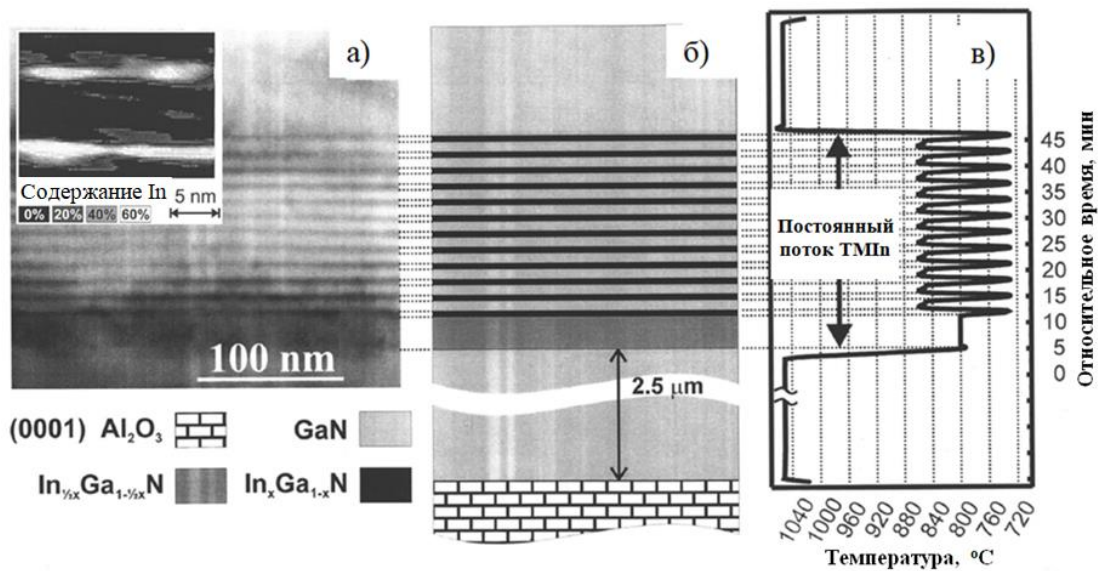 а)
Содержание In
0% 20% 40% 60%
5 nm
100 nm
(0001) Al₂O₃
GaN
In½ₓGa₁₋½ₓN
InₓGa₁₋ₓN
б)
2.5 μm
в)
Постоянный
поток TMIn
45
40
35
30
25
20
15
10
5
0
Относительное время, мин
1040 1000 960 920 880 840 800 760 720
Температура, °C